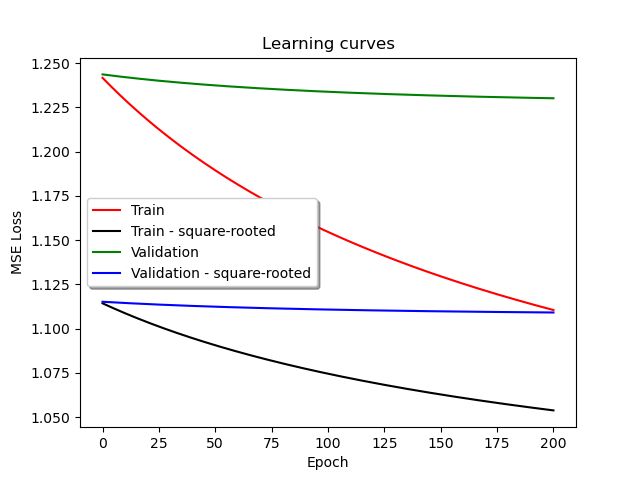 Learning curves
1.250
1.225
1.200
1.175
1.150
1.125
1.100
1.075
1.050
MSE Loss
Train
Train - square-rooted
Validation
Validation - square-rooted
0 25 50 75 100 125 150 175 200
Epoch